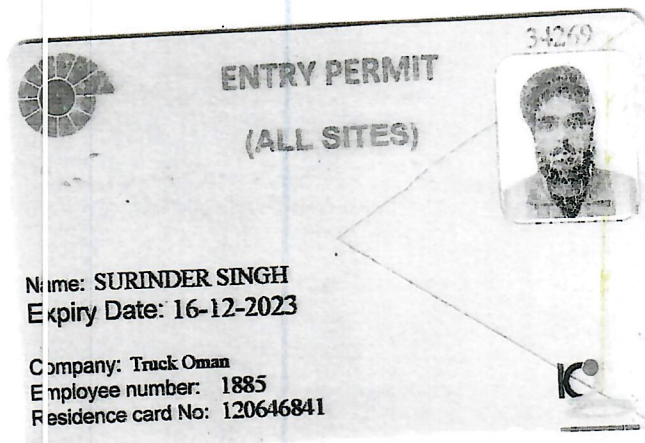 34269
ENTRY PERMIT
(ALL SITES)
Name: SURINDER SINGH
Expiry Date: 16-12-2023
Company: Truck Oman
Employee number: 1885
Residence card No: 120646841
K